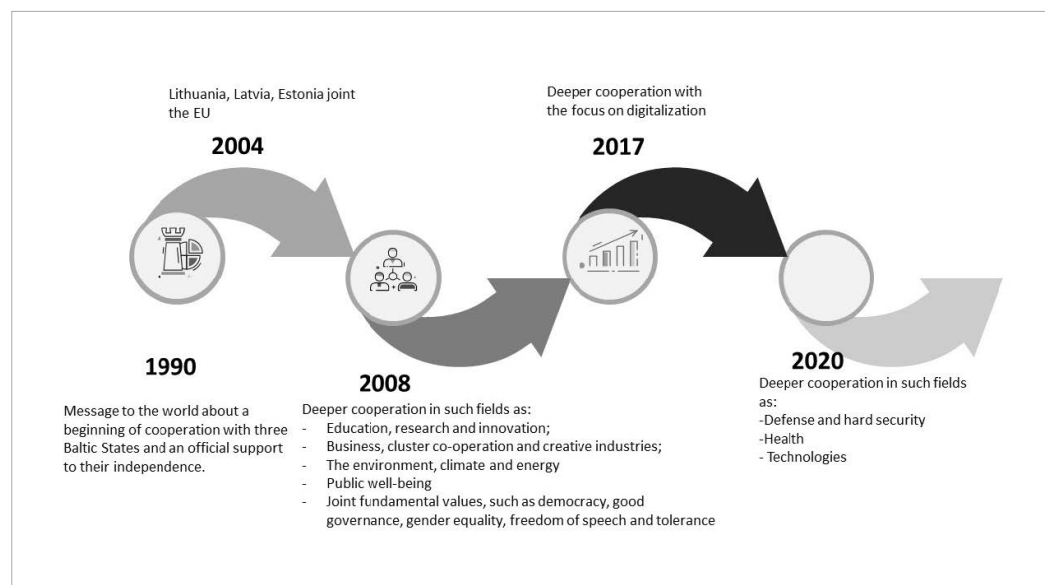 Lithuania, Latvia, Estonia joint
the EU
2004
Deeper cooperation with
the focus on digitalization
2017
1990
Message to the world about a
beginning of cooperation with three
Baltic States and an official support
to their independence.
2008
Deeper cooperation in such fields as:
- Education, research and innovation;
- Business, cluster co-operation and creative industries;
- The environment, climate and energy
- Public well-being
- Joint fundamental values, such as democracy, good
governance, gender equality, freedom of speech and tolerance
2020
Deeper cooperation in such fields
as:
-Defense and hard security
-Health
- Technologies